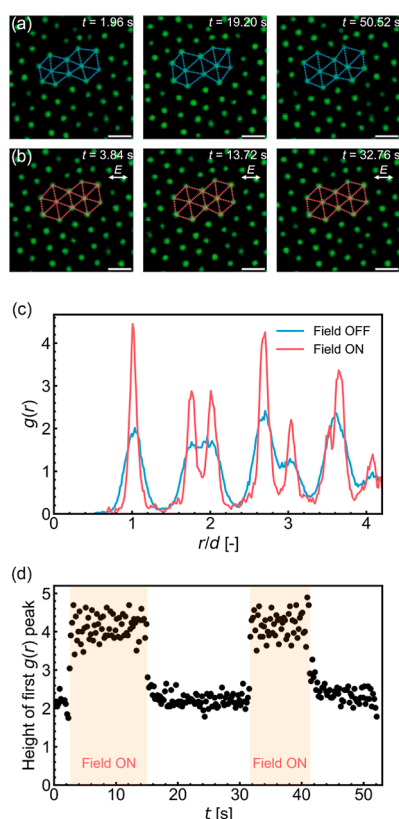 (a) t = 1.96 s t = 19.20 s t = 50.52 s
(b) t = 3.84 s t = 13.72 s t = 32.76 s
E E E
(c)
Field OFF
Field ON
g(r)
4
3
2
1
0
0 1 2 3 4
r/d [-]
(d)
Height of first g(r) peak
5
4
3
2
1
0
Field ON Field ON
0 10 20 30 40 50
t [s]